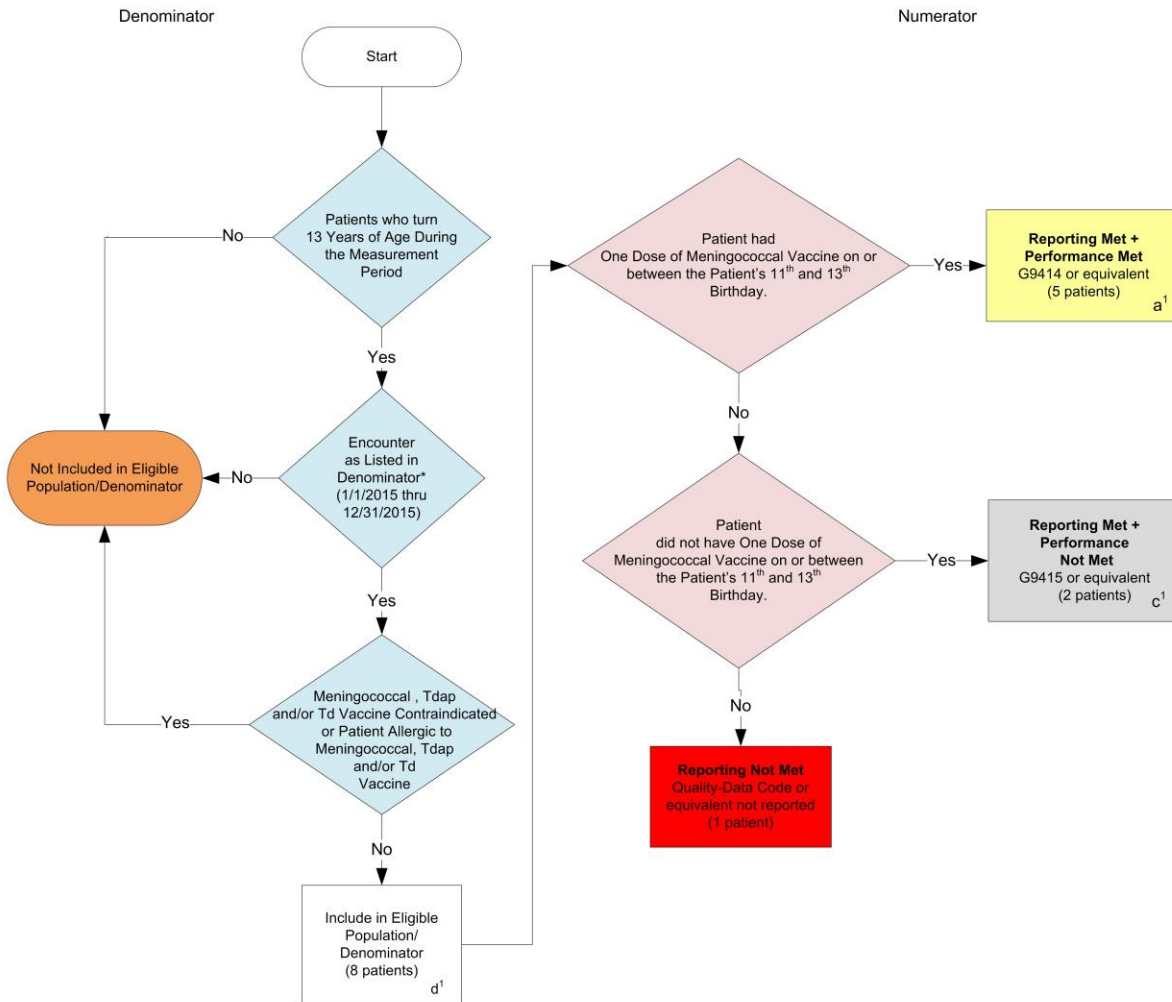 Denominator
Numerator
Start
Patients who turn
13 Years of Age During
the Measurement
Period
No
Yes
Encounter
as Listed in
Denominator*
(1/1/2015 thru
12/31/2015)
No
Not Included in Eligible
Population/Denominator
Yes
Meningococcal , Tdap
and/or Td Vaccine Contraindicated
or Patient Allergic to
Meningococcal, Tdap
and/or Td
Vaccine
Yes
No
Include in Eligible
Population/
Denominator
(8 patients)
d¹
Patient had
One Dose of Meningococcal Vaccine on or
between the Patient's 11th and 13th
Birthday.
Yes
Reporting Met +
Performance Met
G9414 or equivalent
(5 patients)
a¹
No
Patient
did not have One Dose of
Meningococcal Vaccine on or between
the Patient's 11th and 13th
Birthday.
Yes
Reporting Met +
Performance
Not Met
G9415 or equivalent
(2 patients)
c¹
No
Reporting Not Met
Quality-Data Code or
equivalent not reported
(1 patient)